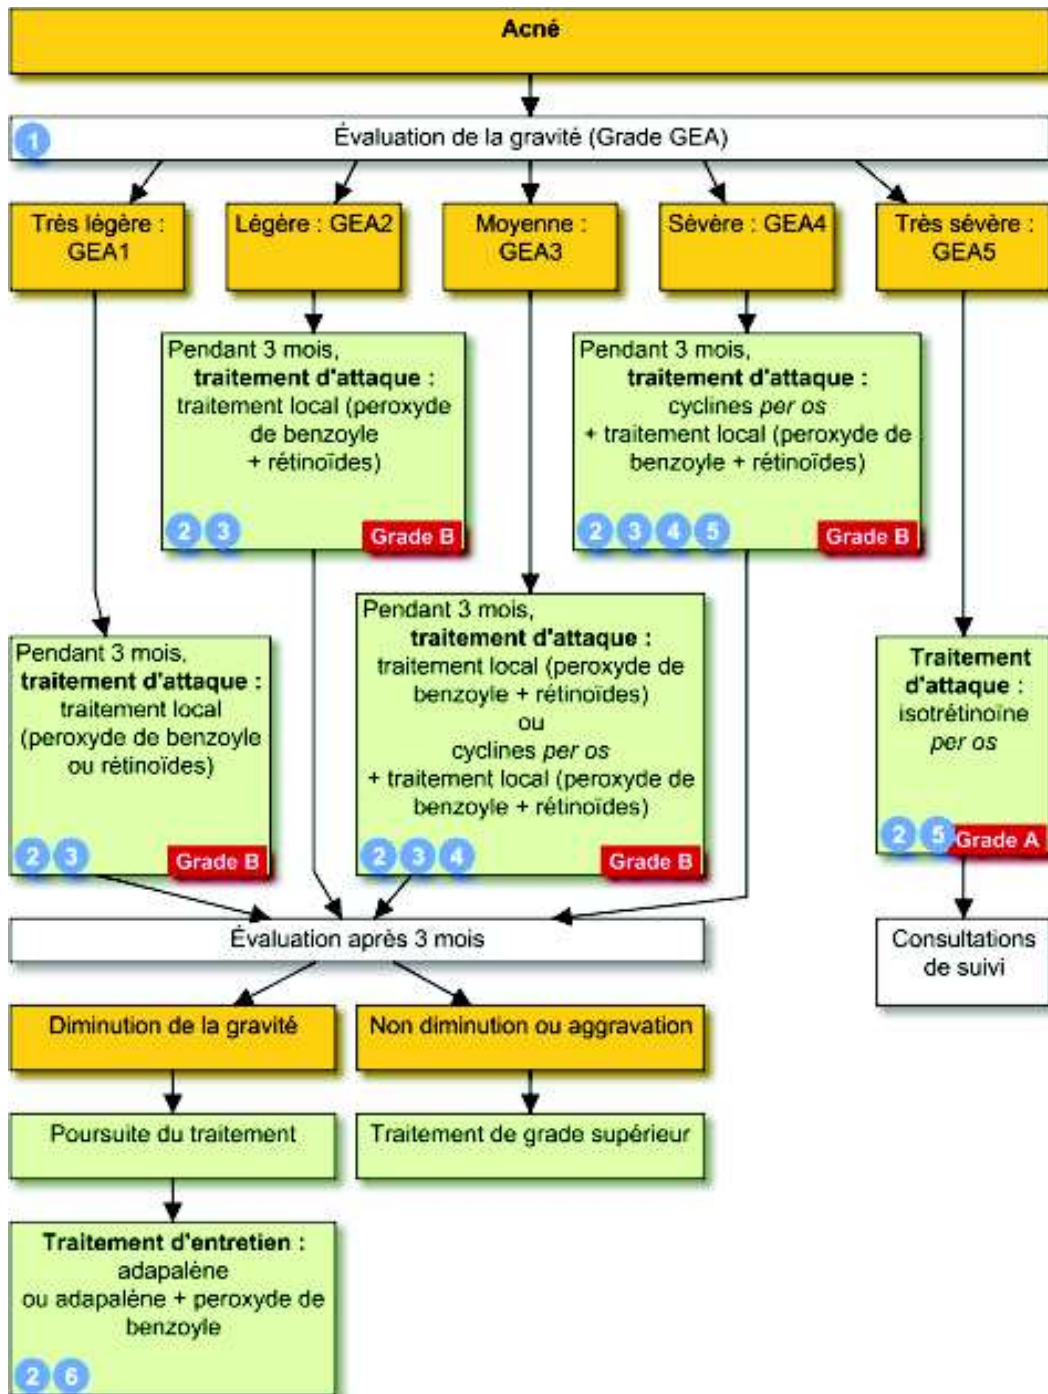 Acné
1
Évaluation de la gravité (Grade GEA)
Très légère :
GEA1
Légère : GEA2
Moyenne :
GEA3
Sévère : GEA4
Très sévère :
GEA5
Pendant 3 mois,
traitement d'attaque :
traitement local (peroxyde
de benzoyle
+ rétinoïdes)
2 3
Grade B
Pendant 3 mois,
traitement d'attaque :
cyclines per os
+ traitement local (peroxyde de
benzoyle + rétinoïdes)
2 3 4 5
Grade B
Pendant 3 mois,
traitement d'attaque :
traitement local
(peroxyde de benzoyle
ou rétinoïdes)
2 3
Grade B
Pendant 3 mois,
traitement d'attaque :
traitement local (peroxyde de
benzoyle + rétinoïdes)
ou
cyclines per os
+ traitement local (peroxyde de
benzoyle + rétinoïdes)
2 3 4
Grade B
Traitement
d'attaque :
isotrétinoïne
per os
2 5
Grade A
Évaluation après 3 mois
Consultations
de suivi
Diminution de la gravité
Non diminution ou aggravation
Poursuite du traitement
Traitement de grade supérieur
Traitement d'entretien :
adapalène
ou adapalène + peroxyde de
benzoyle
2 6